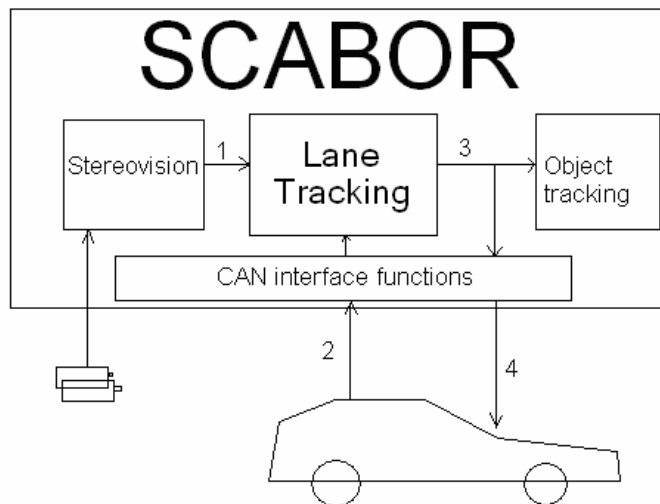 SCABOR
Stereovision
1
Lane
Tracking
3
Object
tracking
CAN interface functions
2
4